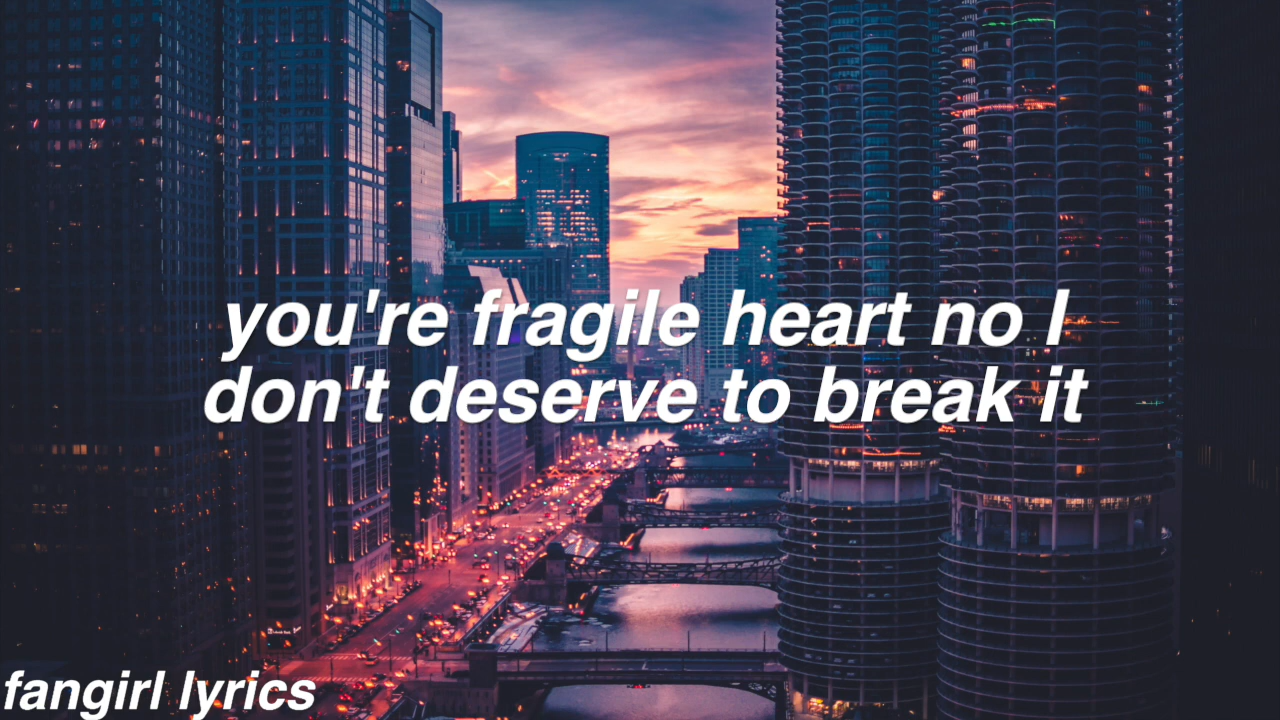 you're fragile heart no I
don't deserve to break it
fangirl lyrics